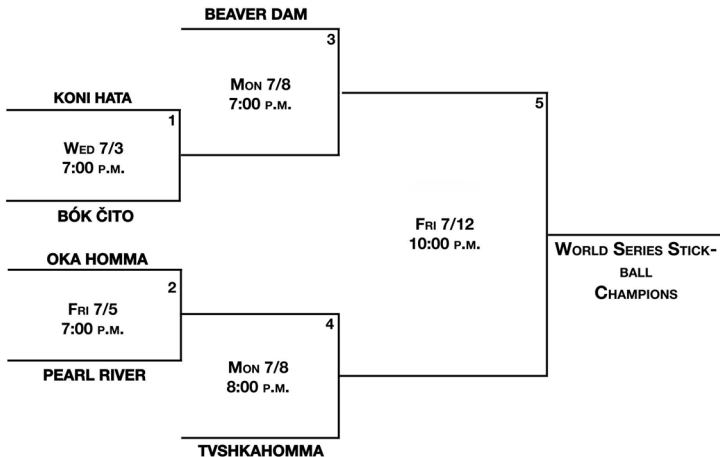 BEAVER DAM
3
MON 7/8
7:00 P.M.
KONI HATA
1
WED 7/3
7:00 P.M.
BÓK ČITO
5
FRI 7/12
10:00 P.M.
WORLD SERIES STICK-
BALL
CHAMPIONS
OKA HOMMA
2
FRI 7/5
7:00 P.M.
PEARL RIVER
4
MON 7/8
8:00 P.M.
TVSHKAHOMMA